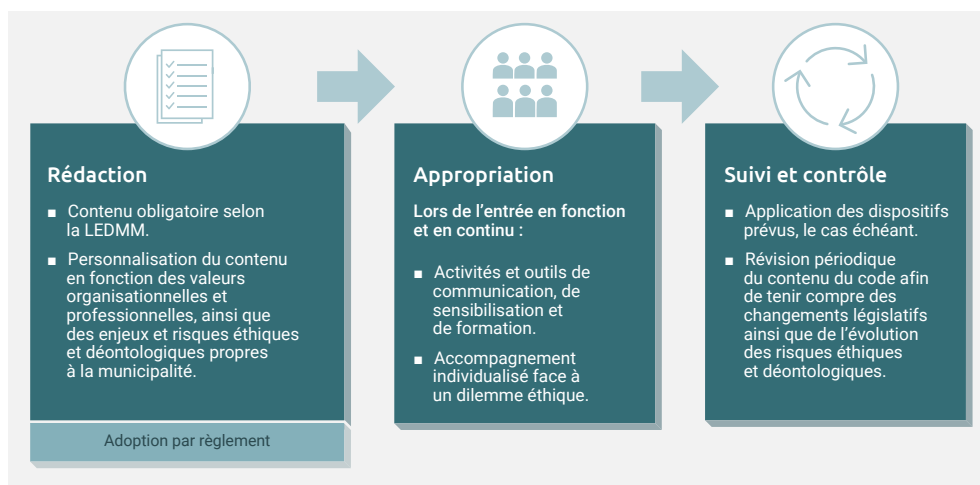 Rédaction
■ Contenu obligatoire selon
la LEDMM.
■ Personnalisation du contenu
en fonction des valeurs
organisationnelles et
professionnelles, ainsi que
des enjeux et risques éthiques
et déontologiques propres
à la municipalité.
Adoption par règlement
Appropriation
Lors de l'entrée en fonction
et en continu :
■ Activités et outils de
communication, de
sensibilisation et
de formation.
■ Accompagnement
individualisé face à
un dilemme éthique.
Suivi et contrôle
■ Application des dispositifs
prévus, le cas échéant.
■ Révision périodique
du contenu du code afin
de tenir compre des
changements législatifs
ainsi que de l'évolution
des risques éthiques
et déontologiques.